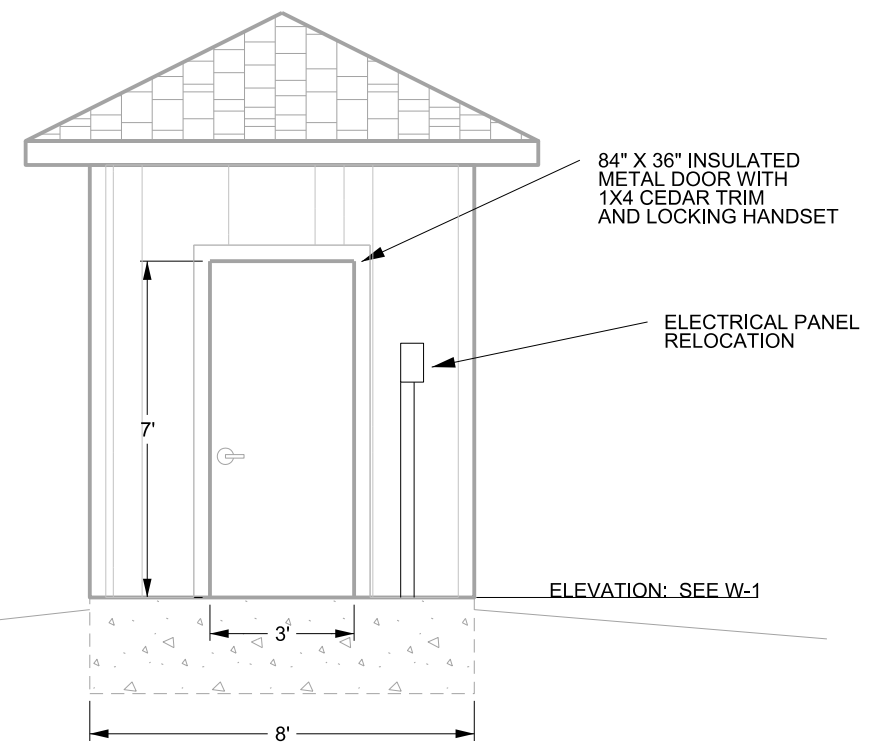 84" X 36" INSULATED
METAL DOOR WITH
1X4 CEDAR TRIM
AND LOCKING HANDSET
ELECTRICAL PANEL
RELOCATION
7'
ELEVATION: SEE W-1
3'
8'